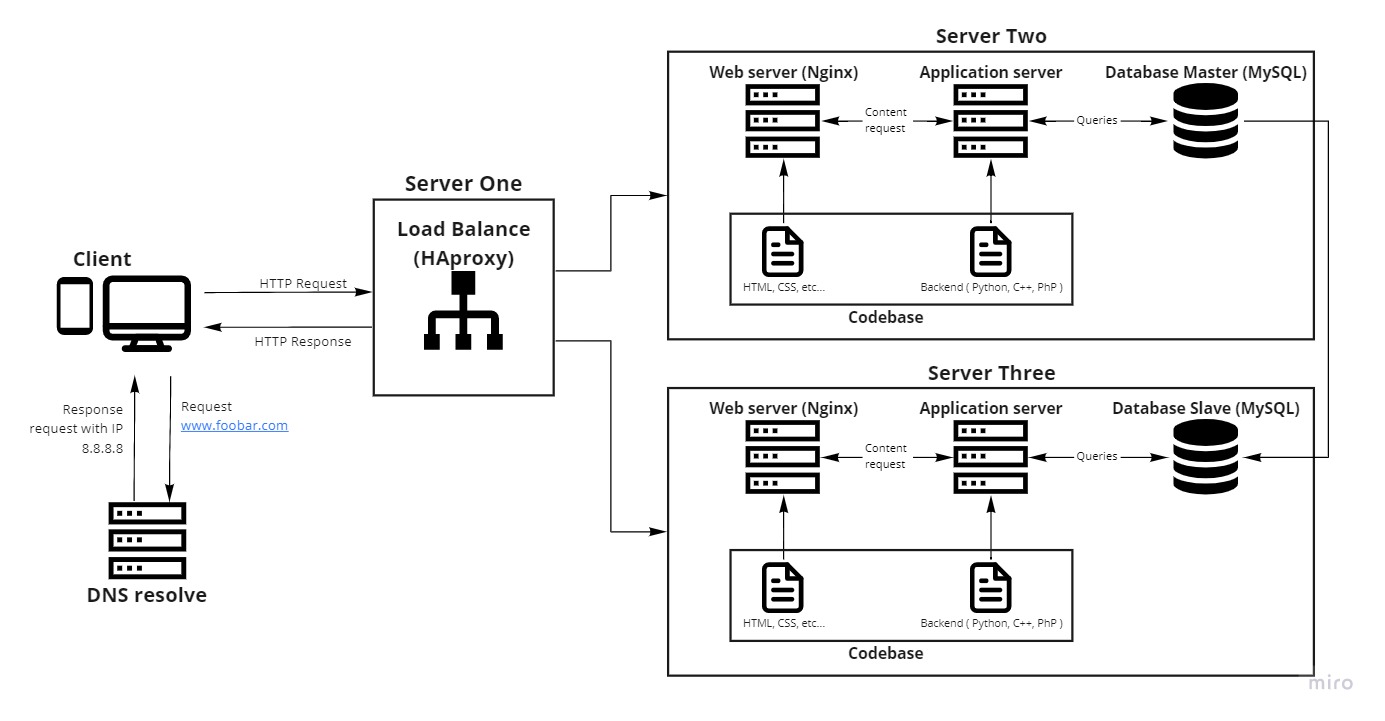 Server Two
Web server (Nginx)
Application server
Database Master (MySQL)
Content
request
Queries
HTML, CSS, etc...
Backend ( Python, C++, PhP )
Codebase
Server One
Load Balance
(HAproxy)
Client
HTTP Request
HTTP Response
Response
request with IP
8.8.8.8
Request
www.foobar.com
DNS resolve
Server Three
Web server (Nginx)
Application server
Database Slave (MySQL)
Content
request
Queries
HTML, CSS, etc...
Backend ( Python, C++, PhP )
Codebase
miro